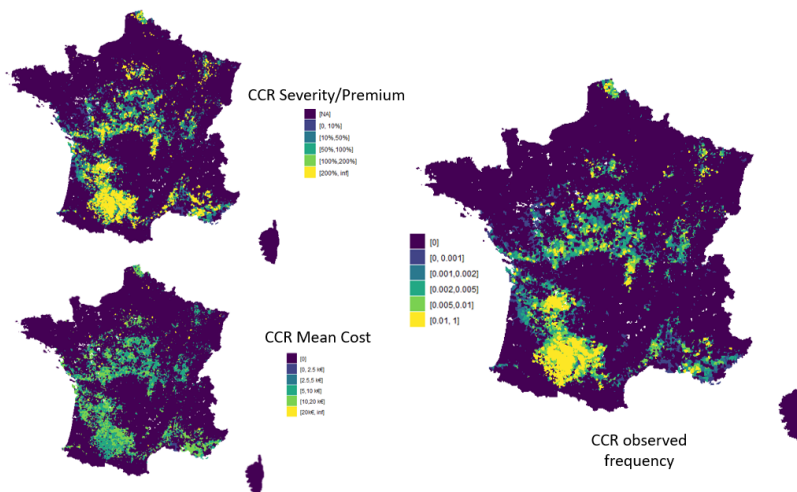 CCR Severity/Premium
[NA]
[0, 10%]
[10%,50%]
[50%,100%]
[100%,200%]
[200%, inf]
CCR Mean Cost
[0]
[0, 2.5 k€]
[2.5,5 k€]
[5,10 k€]
[10,20 k€]
[20k€, inf]
[0]
[0, 0.001]
[0.001,0.002]
[0.002,0.005]
[0.005,0.01]
[0.01, 1]
CCR observed
frequency